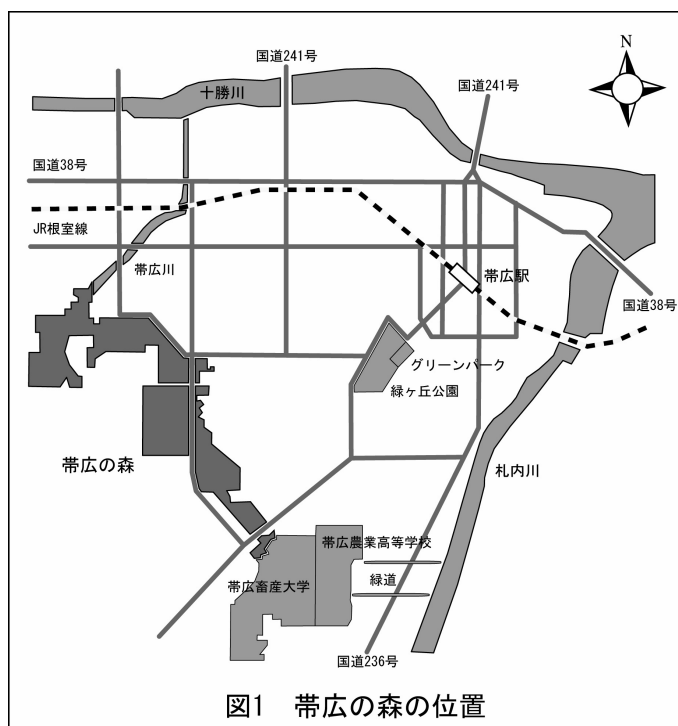 国道241号
N
国道241号
十勝川
国道38号
JR根室線
帯広川
帯広駅
国道38号
グリーンパーク
緑ヶ丘公園
帯広の森
札内川
帯広農業高等学校
緑道
帯広畜産大学
国道236号
図1 帯広の森の位置